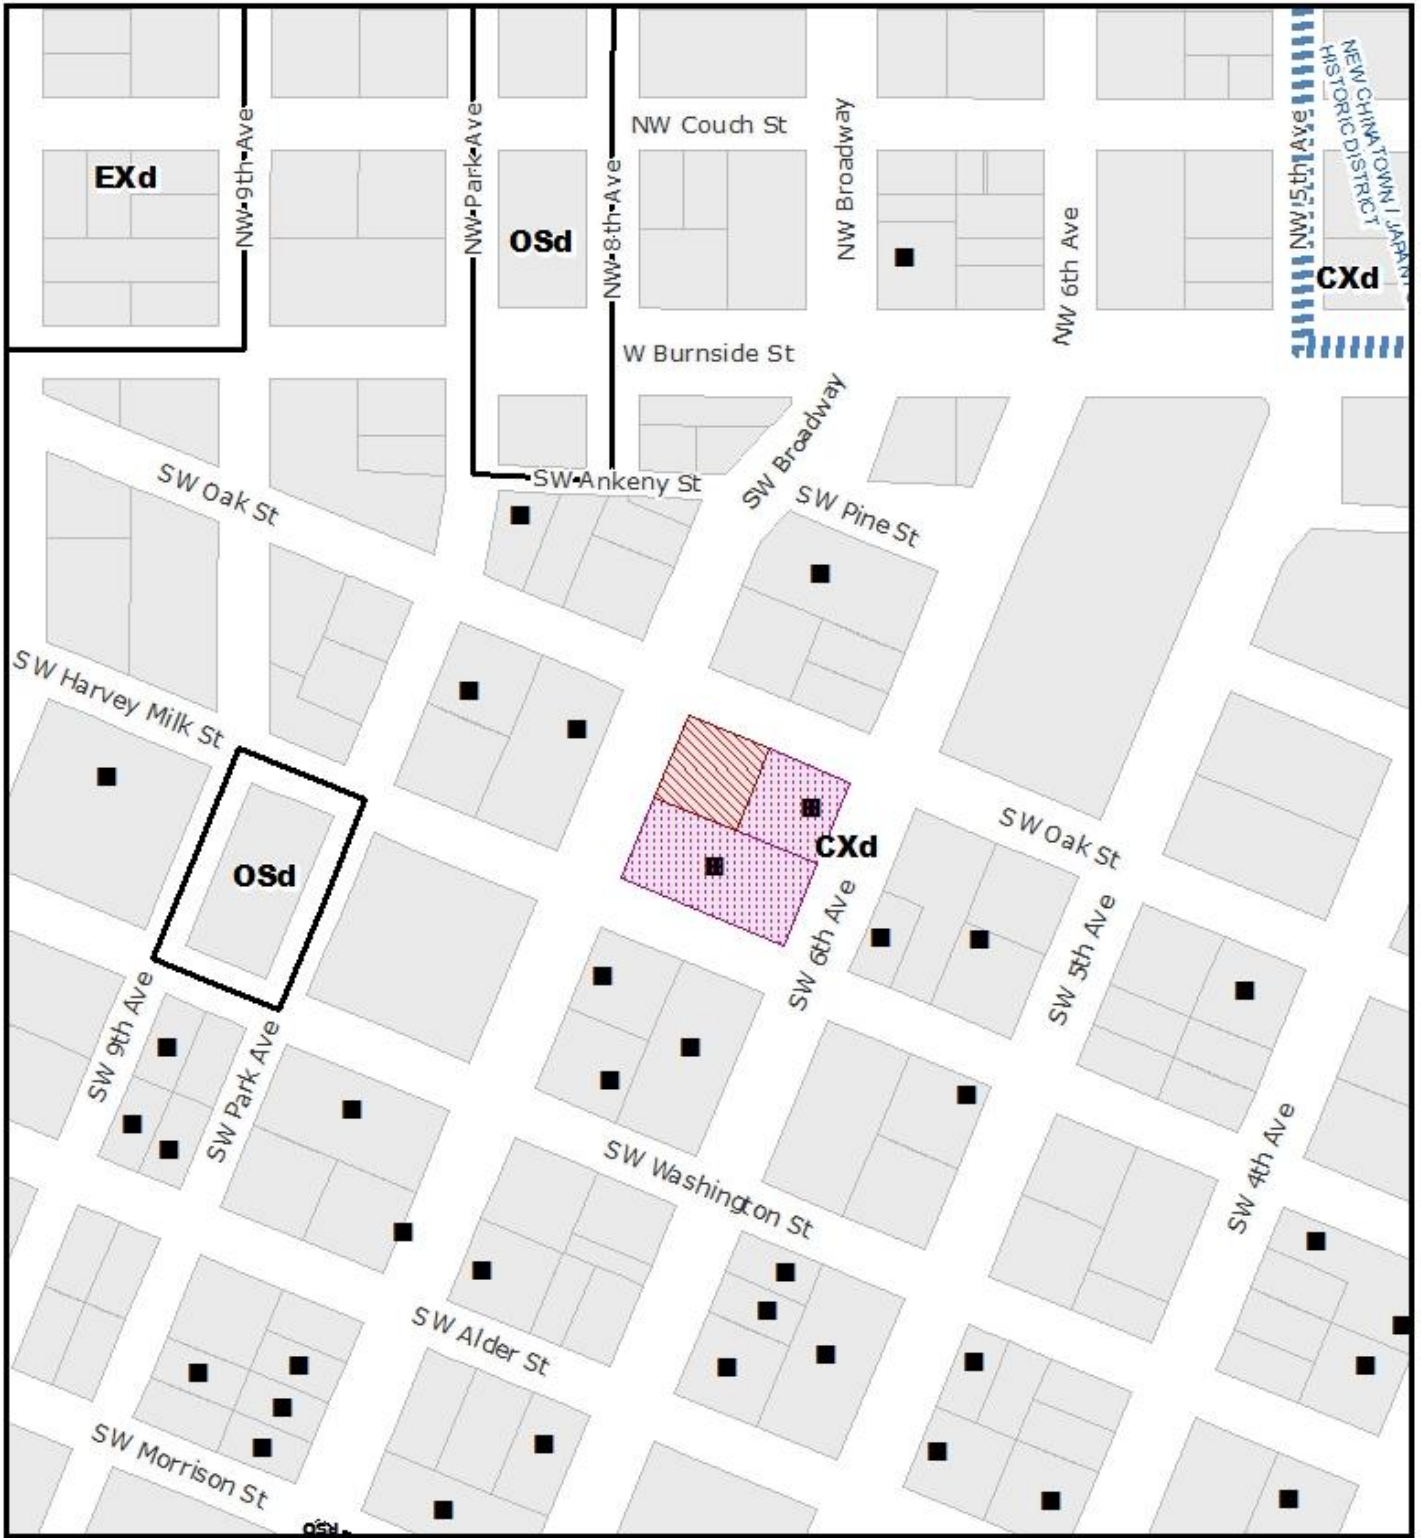 NEW CHINATOWN / JAPAN
HISTORIC DISTRICT
NW Couch St
NW 9th Ave
NW Park Ave
NW 8th Ave
NW Broadway
NW 6th Ave
NW 5th Ave
EXd
OSd
CXd
W Burnside St
SW Broadway
SW Ankeny St
SW Oak St
SW Pine St
SW Harvey Milk St
OSd
CXd
SW Oak St
SW 6th Ave
SW 5th Ave
SW 9th Ave
SW Park Ave
SW 4th Ave
SW Washington St
SW Alder St
SW Morrison St